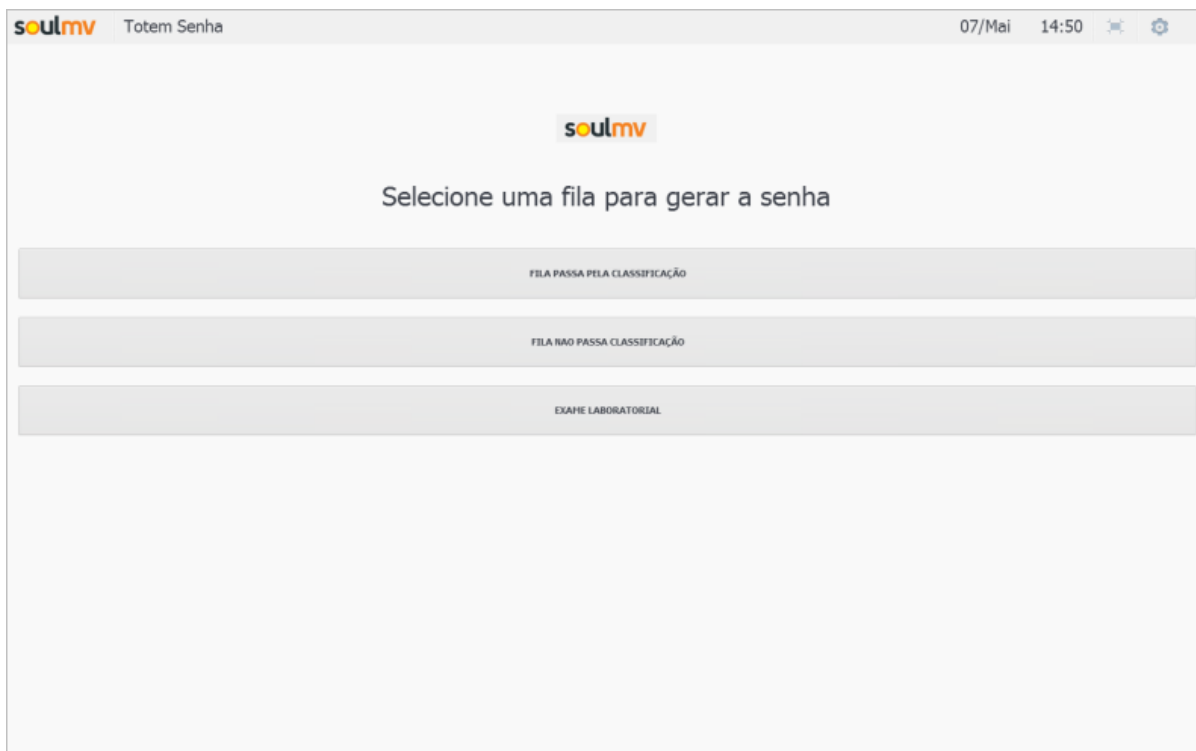 soulmv Totem Senha 07/Mai 14:50
soulmv
Selecione uma fila para gerar a senha
FILA PASSA PELA CLASSIFICAÇÃO
FILA NAO PASSA CLASSIFICAÇÃO
EXAME LABORATORIAL